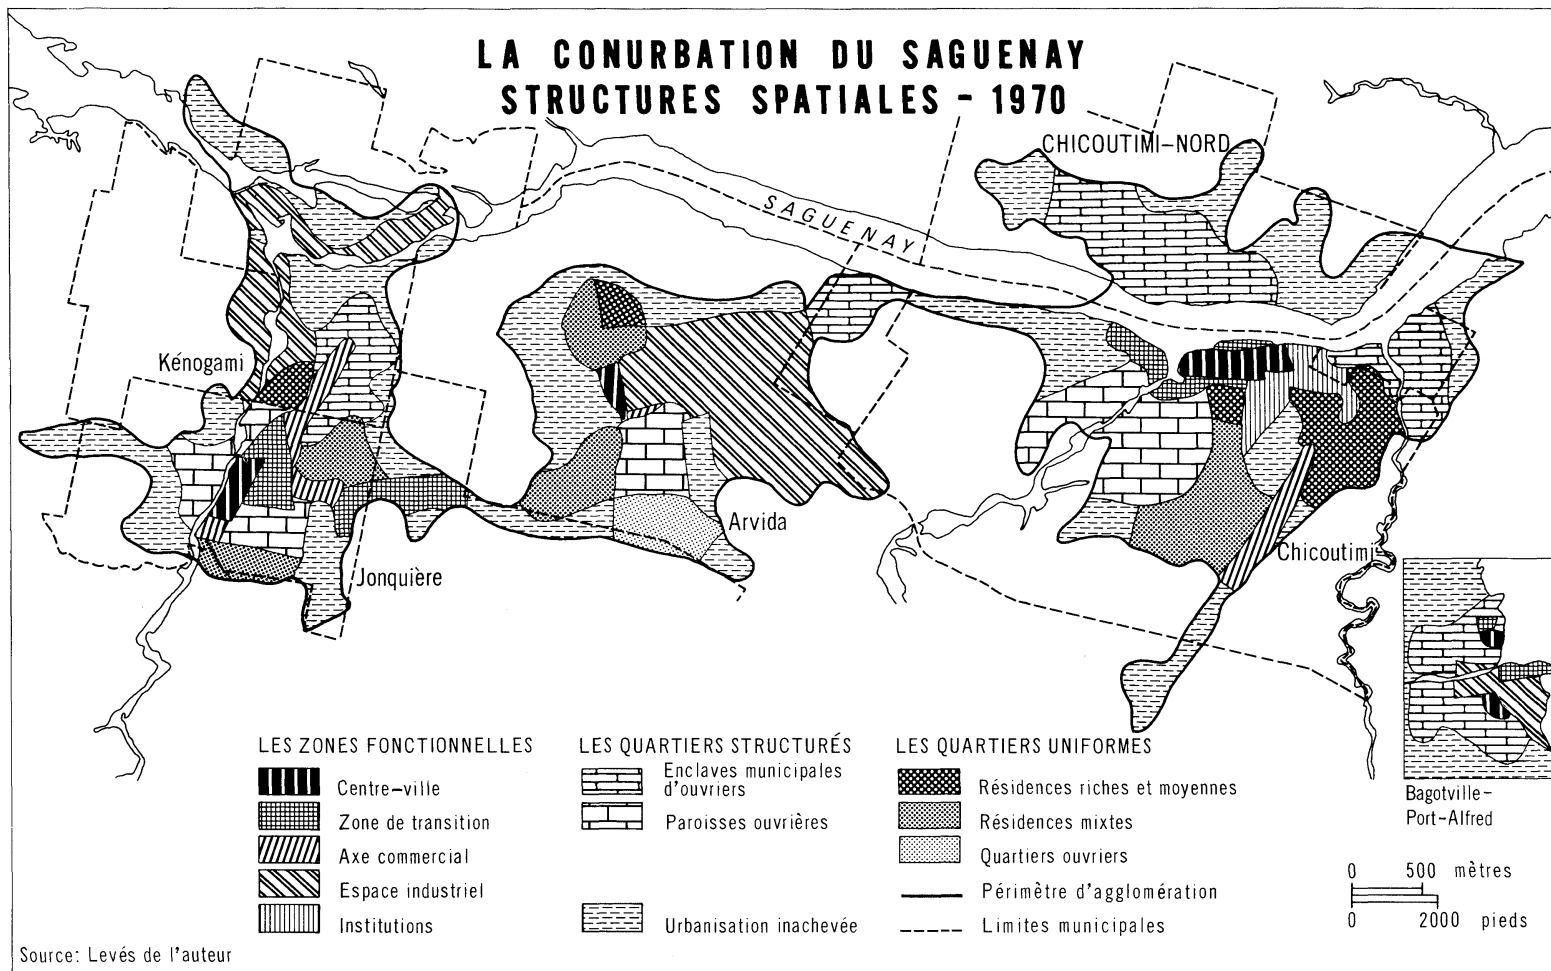 LA CONURBATION DU SAGUENAY
STRUCTURES SPATIALES - 1970
CHICOUTIMI-NORD
SAGUENAY
Kénogami
Arvida
Jonquière
Chicoutimi
LES ZONES FONCTIONNELLES
Centre-ville
Zone de transition
Axe commercial
Espace industriel
Institutions
LES QUARTIERS STRUCTURÉS
Enclaves municipales
d'ouvriers
Paroisses ouvrières
Urbanisation inachevée
LES QUARTIERS UNIFORMES
Résidences riches et moyennes
Résidences mixtes
Quartiers ouvriers
Périmètre d'agglomération
Limites municipales
Bagotville-
Port-Alfred
0 500 mètres
0 2000 pieds
Source: Levés de l'auteur